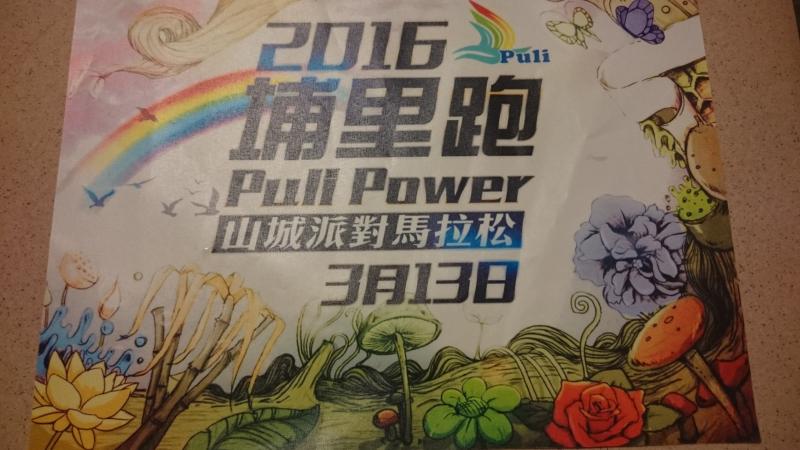 2016
Puli
埔里跑
Puli Power
山城派對馬拉松
3月13日